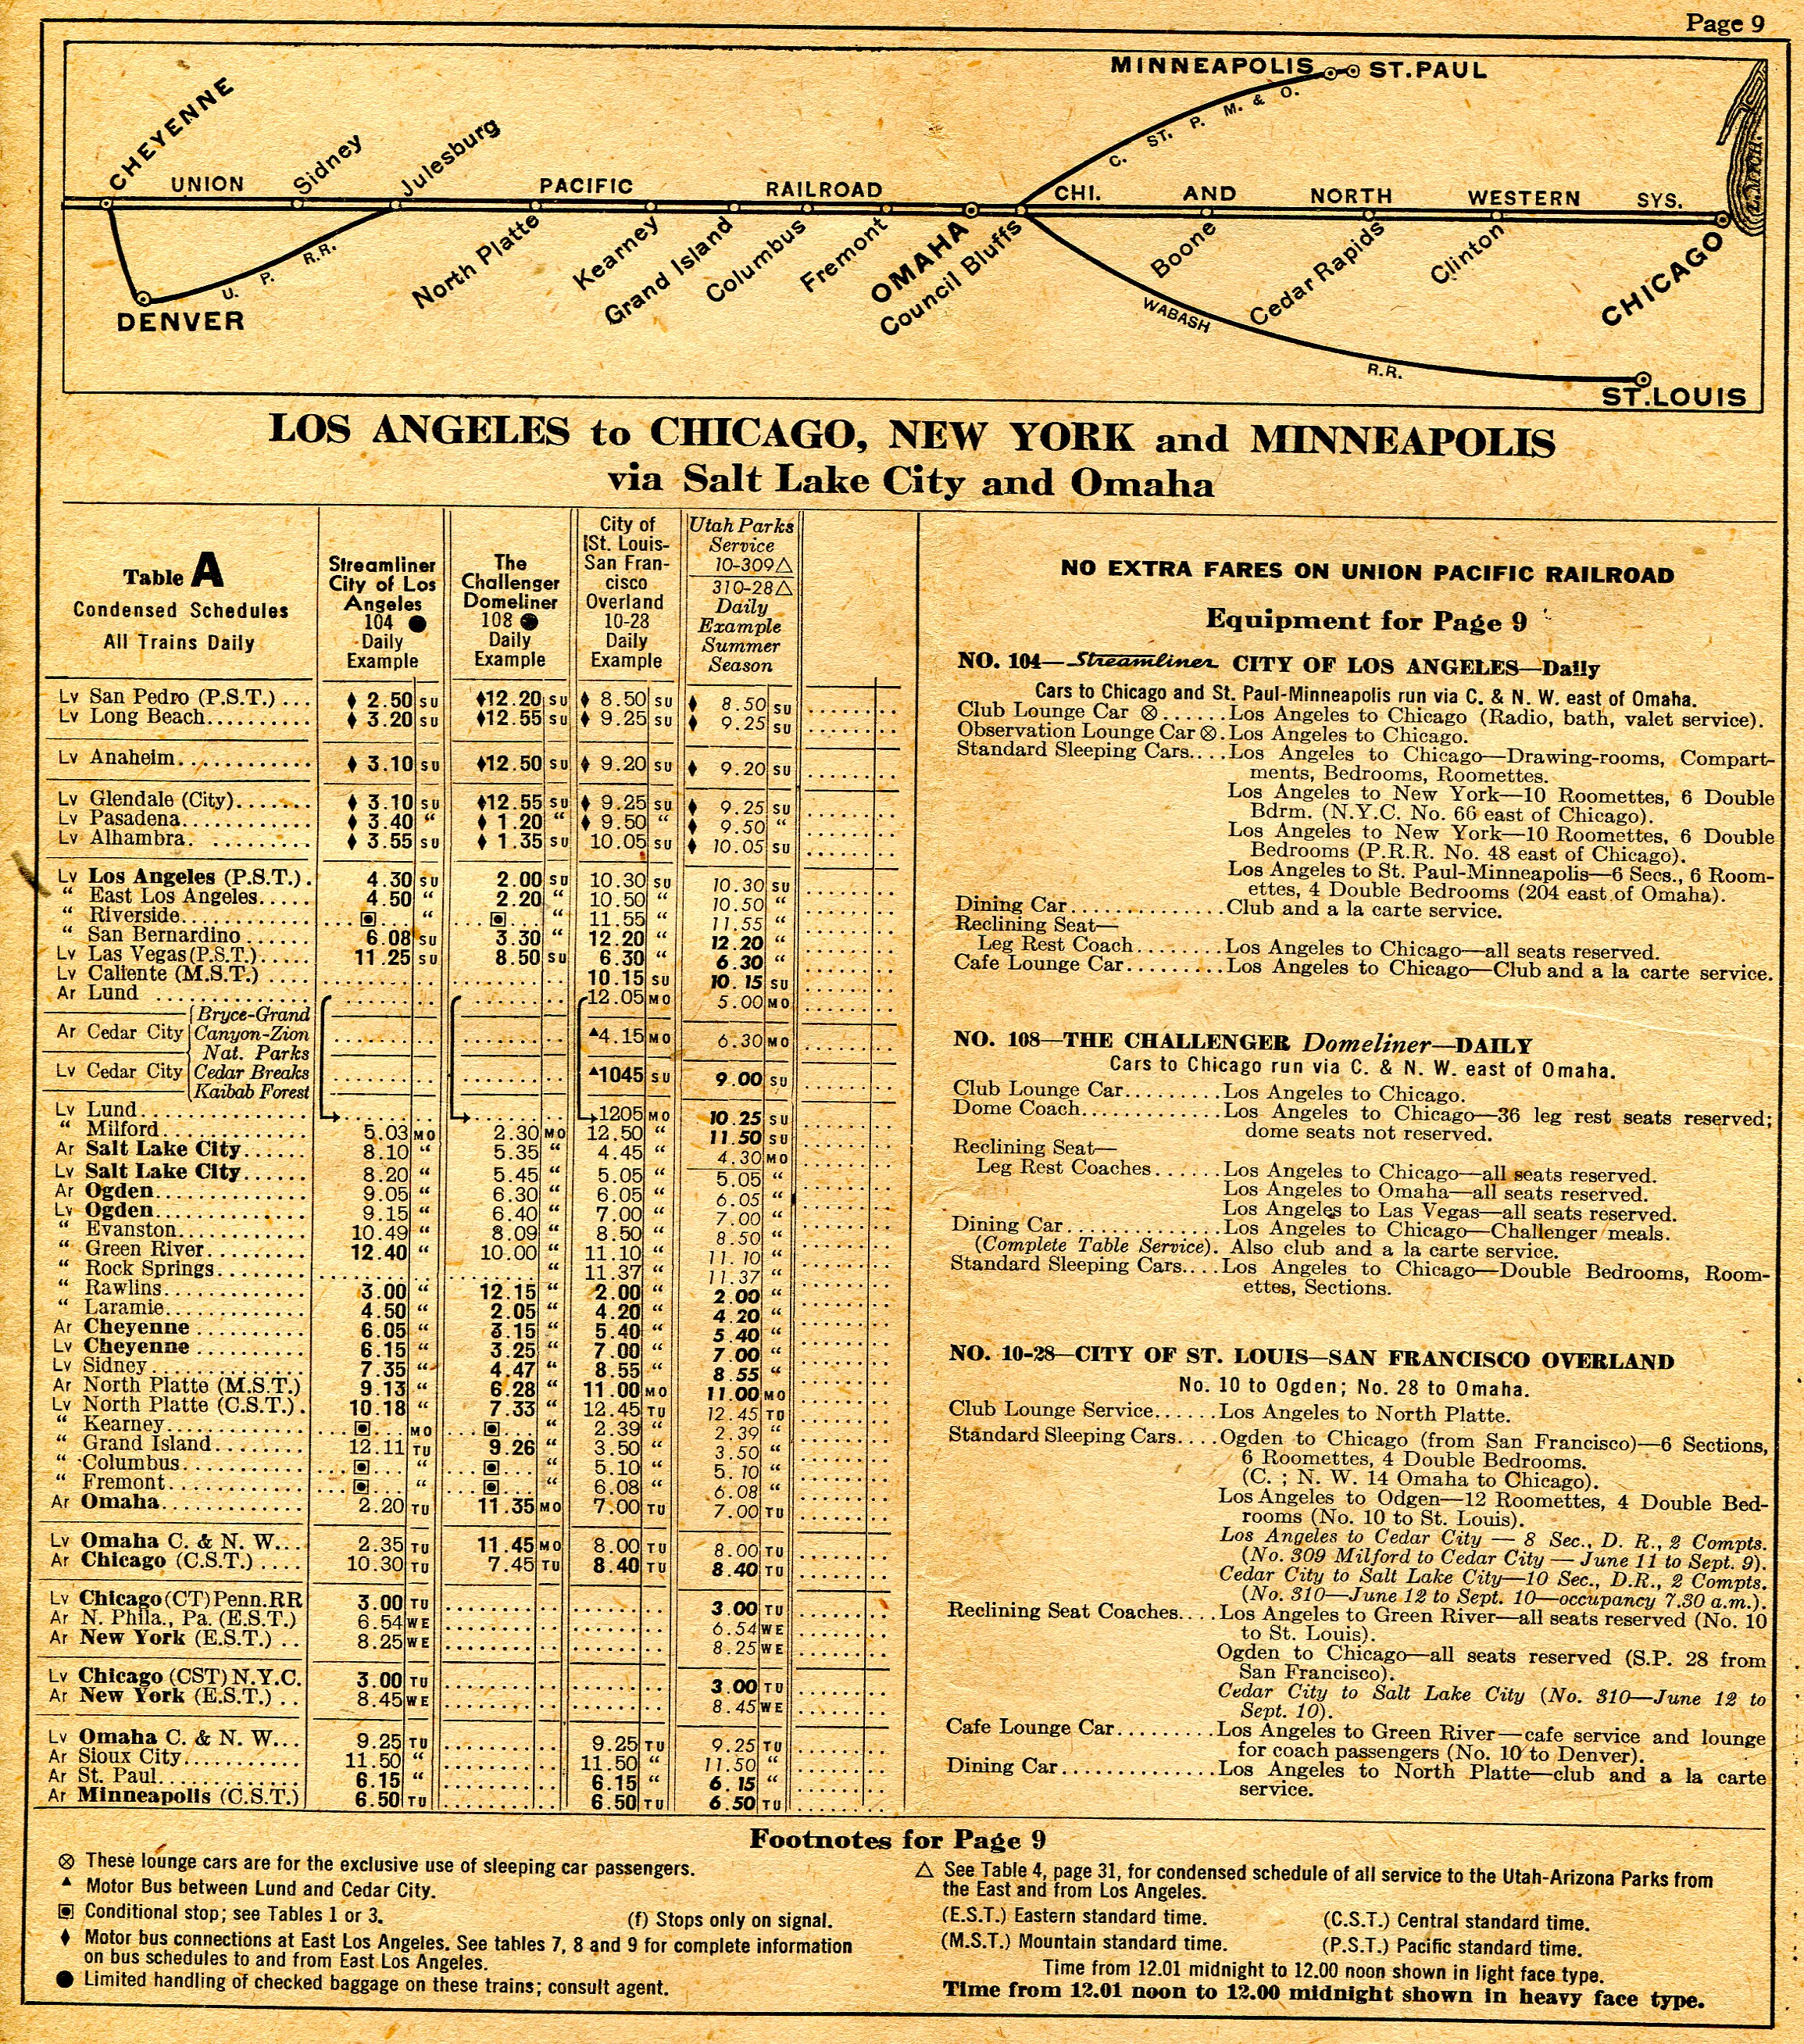 Page 9
MINNEAPOLIS ST. PAUL
C. ST. P. M. & O.
CHEYENNE
UNION Sidney Julesburg PACIFIC RAILROAD CHI. AND NORTH WESTERN SYS.
L. MICH.
U. P. R.R.
DENVER
North Platte Kearney Grand Island Columbus Fremont OMAHA Council Bluffs Boone Cedar Rapids Clinton CHICAGO
WABASH R.R.
ST. LOUIS
LOS ANGELES to CHICAGO, NEW YORK and MINNEAPOLIS
via Salt Lake City and Omaha
Table A
Condensed Schedules
All Trains Daily
Streamliner
City of Los
Angeles
104 ●
Daily
Example
The
Challenger
Domeliner
108 ●
Daily
Example
City of
St. Louis-
San Fran-
cisco
Overland
10-28
Daily
Example
Utah Parks
Service
10-309△
310-28△
Daily
Example
Summer
Season
Lv San Pedro (P.S.T.)... ♦ 2.50 SU ♦12.20 SU ♦ 8.50 SU ♦ 8.50 SU
Lv Long Beach.......... ♦ 3.20 SU ♦12.55 SU ♦ 9.25 SU ♦ 9.25 SU
Lv Anaheim............ ♦ 3.10 SU ♦12.50 SU ♦ 9.20 SU ♦ 9.20 SU
Lv Glendale (City)....... ♦ 3.10 SU ♦12.55 SU ♦ 9.25 SU ♦ 9.25 SU
Lv Pasadena............ ♦ 3.40 “ ♦ 1.20 “ ♦ 9.50 “ ♦ 9.50 “
Lv Alhambra. ......... ♦ 3.55 SU ♦ 1.35 SU 10.05 SU ♦ 10.05 SU
Lv Los Angeles (P.S.T.). 4.30 SU 2.00 SU 10.30 SU 10.30 SU
“ East Los Angeles..... 4.50 “ 2.20 “ 10.50 “ 10.50 “
“ Riverside............ ...▣... “ ...▣... “ 11.55 “ 11.55 “
“ San Bernardino ...... 6.08 SU 3.30 “ 12.20 “ 12.20 “
Lv Las Vegas (P.S.T.)..... 11.25 SU 8.50 SU 6.30 “ 6.30 “
Lv Caliente (M.S.T.) .... 10.15 SU 10.15 SU
Ar Lund .............. 12.05 MO 5.00 MO
Bryce-Grand
Ar Cedar City Canyon-Zion ▲4.15 MO 6.30 MO
Nat. Parks
Lv Cedar City Cedar Breaks ▲1045 SU 9.00 SU
Kaibab Forest
Lv Lund............... 1205 MO 10.25 SU
“ Milford............. 5.03 MO 2.30 MO 12.50 “ 11.50 SU
Ar Salt Lake City...... 8.10 “ 5.35 “ 4.45 “ 4.30 MO
Lv Salt Lake City...... 8.20 “ 5.45 “ 5.05 “ 5.05 “
Ar Ogden.............. 9.05 “ 6.30 “ 6.05 “ 6.05 “
Lv Ogden.............. 9.15 “ 6.40 “ 7.00 “ 7.00 “
“ Evanston............ 10.49 “ 8.09 “ 8.50 “ 8.50 “
“ Green River......... 12.40 “ 10.00 “ 11.10 “ 11.10 “
“ Rock Springs........ 11.37 “ 11.37 “
“ Rawlins............. 3.00 “ 12.15 “ 2.00 “ 2.00 “
“ Laramie............. 4.50 “ 2.05 “ 4.20 “ 4.20 “
Ar Cheyenne .......... 6.05 “ 3.15 “ 5.40 “ 5.40 “
Lv Cheyenne .......... 6.15 “ 3.25 “ 7.00 “ 7.00 “
Lv Sidney.............. 7.35 “ 4.47 “ 8.55 “ 8.55 “
Ar North Platte (M.S.T.) 9.13 “ 6.28 “ 11.00 MO 11.00 MO
Lv North Platte (C.S.T.). 10.18 “ 7.33 “ 12.45 TU 12.45 TU
“ Kearney............. ...▣... MO ...▣... “ 2.39 “ 2.39 “
“ Grand Island........ 12.11 TU 9.26 “ 3.50 “ 3.50 “
“ Columbus........... ...▣... “ ...▣... “ 5.10 “ 5.10 “
“ Fremont............ ...▣... “ ...▣... “ 6.08 “ 6.08 “
Ar Omaha............. 2.20 TU 11.35 MO 7.00 TU 7.00 TU
Lv Omaha C. & N. W... 2.35 TU 11.45 MO 8.00 TU 8.00 TU
Ar Chicago (C.S.T.) .... 10.30 TU 7.45 TU 8.40 TU 8.40 TU
Lv Chicago (CT) Penn.RR 3.00 TU 3.00 TU
Ar N. Phila., Pa. (E.S.T.) 6.54 WE 6.54 WE
Ar New York (E.S.T.) .. 8.25 WE 8.25 WE
Lv Chicago (CST) N.Y.C. 3.00 TU 3.00 TU
Ar New York (E.S.T.) .. 8.45 WE 8.45 WE
Lv Omaha C. & N. W... 9.25 TU 9.25 TU 9.25 TU
Ar Sioux City........... 11.50 “ 11.50 “ 11.50 “
Ar St. Paul............. 6.15 “ 6.15 “ 6.15 “
Ar Minneapolis (C.S.T.) 6.50 TU 6.50 TU 6.50 TU
NO EXTRA FARES ON UNION PACIFIC RAILROAD
Equipment for Page 9
NO. 104—Streamliner CITY OF LOS ANGELES—Daily
Cars to Chicago and St. Paul-Minneapolis run via C. & N. W. east of Omaha.
Club Lounge Car ⊗......Los Angeles to Chicago (Radio, bath, valet service).
Observation Lounge Car ⊗.Los Angeles to Chicago.
Standard Sleeping Cars....Los Angeles to Chicago—Drawing-rooms, Compart-
ments, Bedrooms, Roomettes.
Los Angeles to New York—10 Roomettes, 6 Double
Bdrm. (N.Y.C. No. 66 east of Chicago).
Los Angeles to New York—10 Roomettes, 6 Double
Bedrooms (P.R.R. No. 48 east of Chicago).
Los Angeles to St. Paul-Minneapolis—6 Secs., 6 Room-
ettes, 4 Double Bedrooms (204 east of Omaha).
Dining Car..............Club and a la carte service.
Reclining Seat—
Leg Rest Coach........Los Angeles to Chicago—all seats reserved.
Cafe Lounge Car.........Los Angeles to Chicago—Club and a la carte service.
NO. 108—THE CHALLENGER Domeliner—DAILY
Cars to Chicago run via C. & N. W. east of Omaha.
Club Lounge Car.........Los Angeles to Chicago.
Dome Coach.............Los Angeles to Chicago—36 leg rest seats reserved;
dome seats not reserved.
Reclining Seat—
Leg Rest Coaches......Los Angeles to Chicago—all seats reserved.
Los Angeles to Omaha—all seats reserved.
Los Angeles to Las Vegas—all seats reserved.
Dining Car..............Los Angeles to Chicago—Challenger meals.
(Complete Table Service). Also club and a la carte service.
Standard Sleeping Cars....Los Angeles to Chicago—Double Bedrooms, Room-
ettes, Sections.
NO. 10-28—CITY OF ST. LOUIS—SAN FRANCISCO OVERLAND
No. 10 to Ogden; No. 28 to Omaha.
Club Lounge Service......Los Angeles to North Platte.
Standard Sleeping Cars....Ogden to Chicago (from San Francisco)—6 Sections,
6 Roomettes, 4 Double Bedrooms.
(C. ; N. W. 14 Omaha to Chicago).
Los Angeles to Odgen—12 Roomettes, 4 Double Bed-
rooms (No. 10 to St. Louis).
Los Angeles to Cedar City — 8 Sec., D. R., 2 Compts.
(No. 309 Milford to Cedar City — June 11 to Sept. 9).
Cedar City to Salt Lake City—10 Sec., D.R., 2 Compts.
(No. 310—June 12 to Sept. 10—occupancy 7.30 a.m.).
Reclining Seat Coaches....Los Angeles to Green River—all seats reserved (No. 10
to St. Louis).
Ogden to Chicago—all seats reserved (S.P. 28 from
San Francisco).
Cedar City to Salt Lake City (No. 310—June 12 to
Sept. 10).
Cafe Lounge Car.........Los Angeles to Green River—cafe service and lounge
for coach passengers (No. 10 to Denver).
Dining Car..............Los Angeles to North Platte—club and a la carte
service.
Footnotes for Page 9
⊗ These lounge cars are for the exclusive use of sleeping car passengers.
▲ Motor Bus between Lund and Cedar City.
▣ Conditional stop; see Tables 1 or 3. (f) Stops only on signal.
♦ Motor bus connections at East Los Angeles. See tables 7, 8 and 9 for complete information
on bus schedules to and from East Los Angeles.
● Limited handling of checked baggage on these trains; consult agent.
△ See Table 4, page 31, for condensed schedule of all service to the Utah-Arizona Parks from
the East and from Los Angeles.
(E.S.T.) Eastern standard time. (C.S.T.) Central standard time.
(M.S.T.) Mountain standard time. (P.S.T.) Pacific standard time.
Time from 12.01 midnight to 12.00 noon shown in light face type.
Time from 12.01 noon to 12.00 midnight shown in heavy face type.